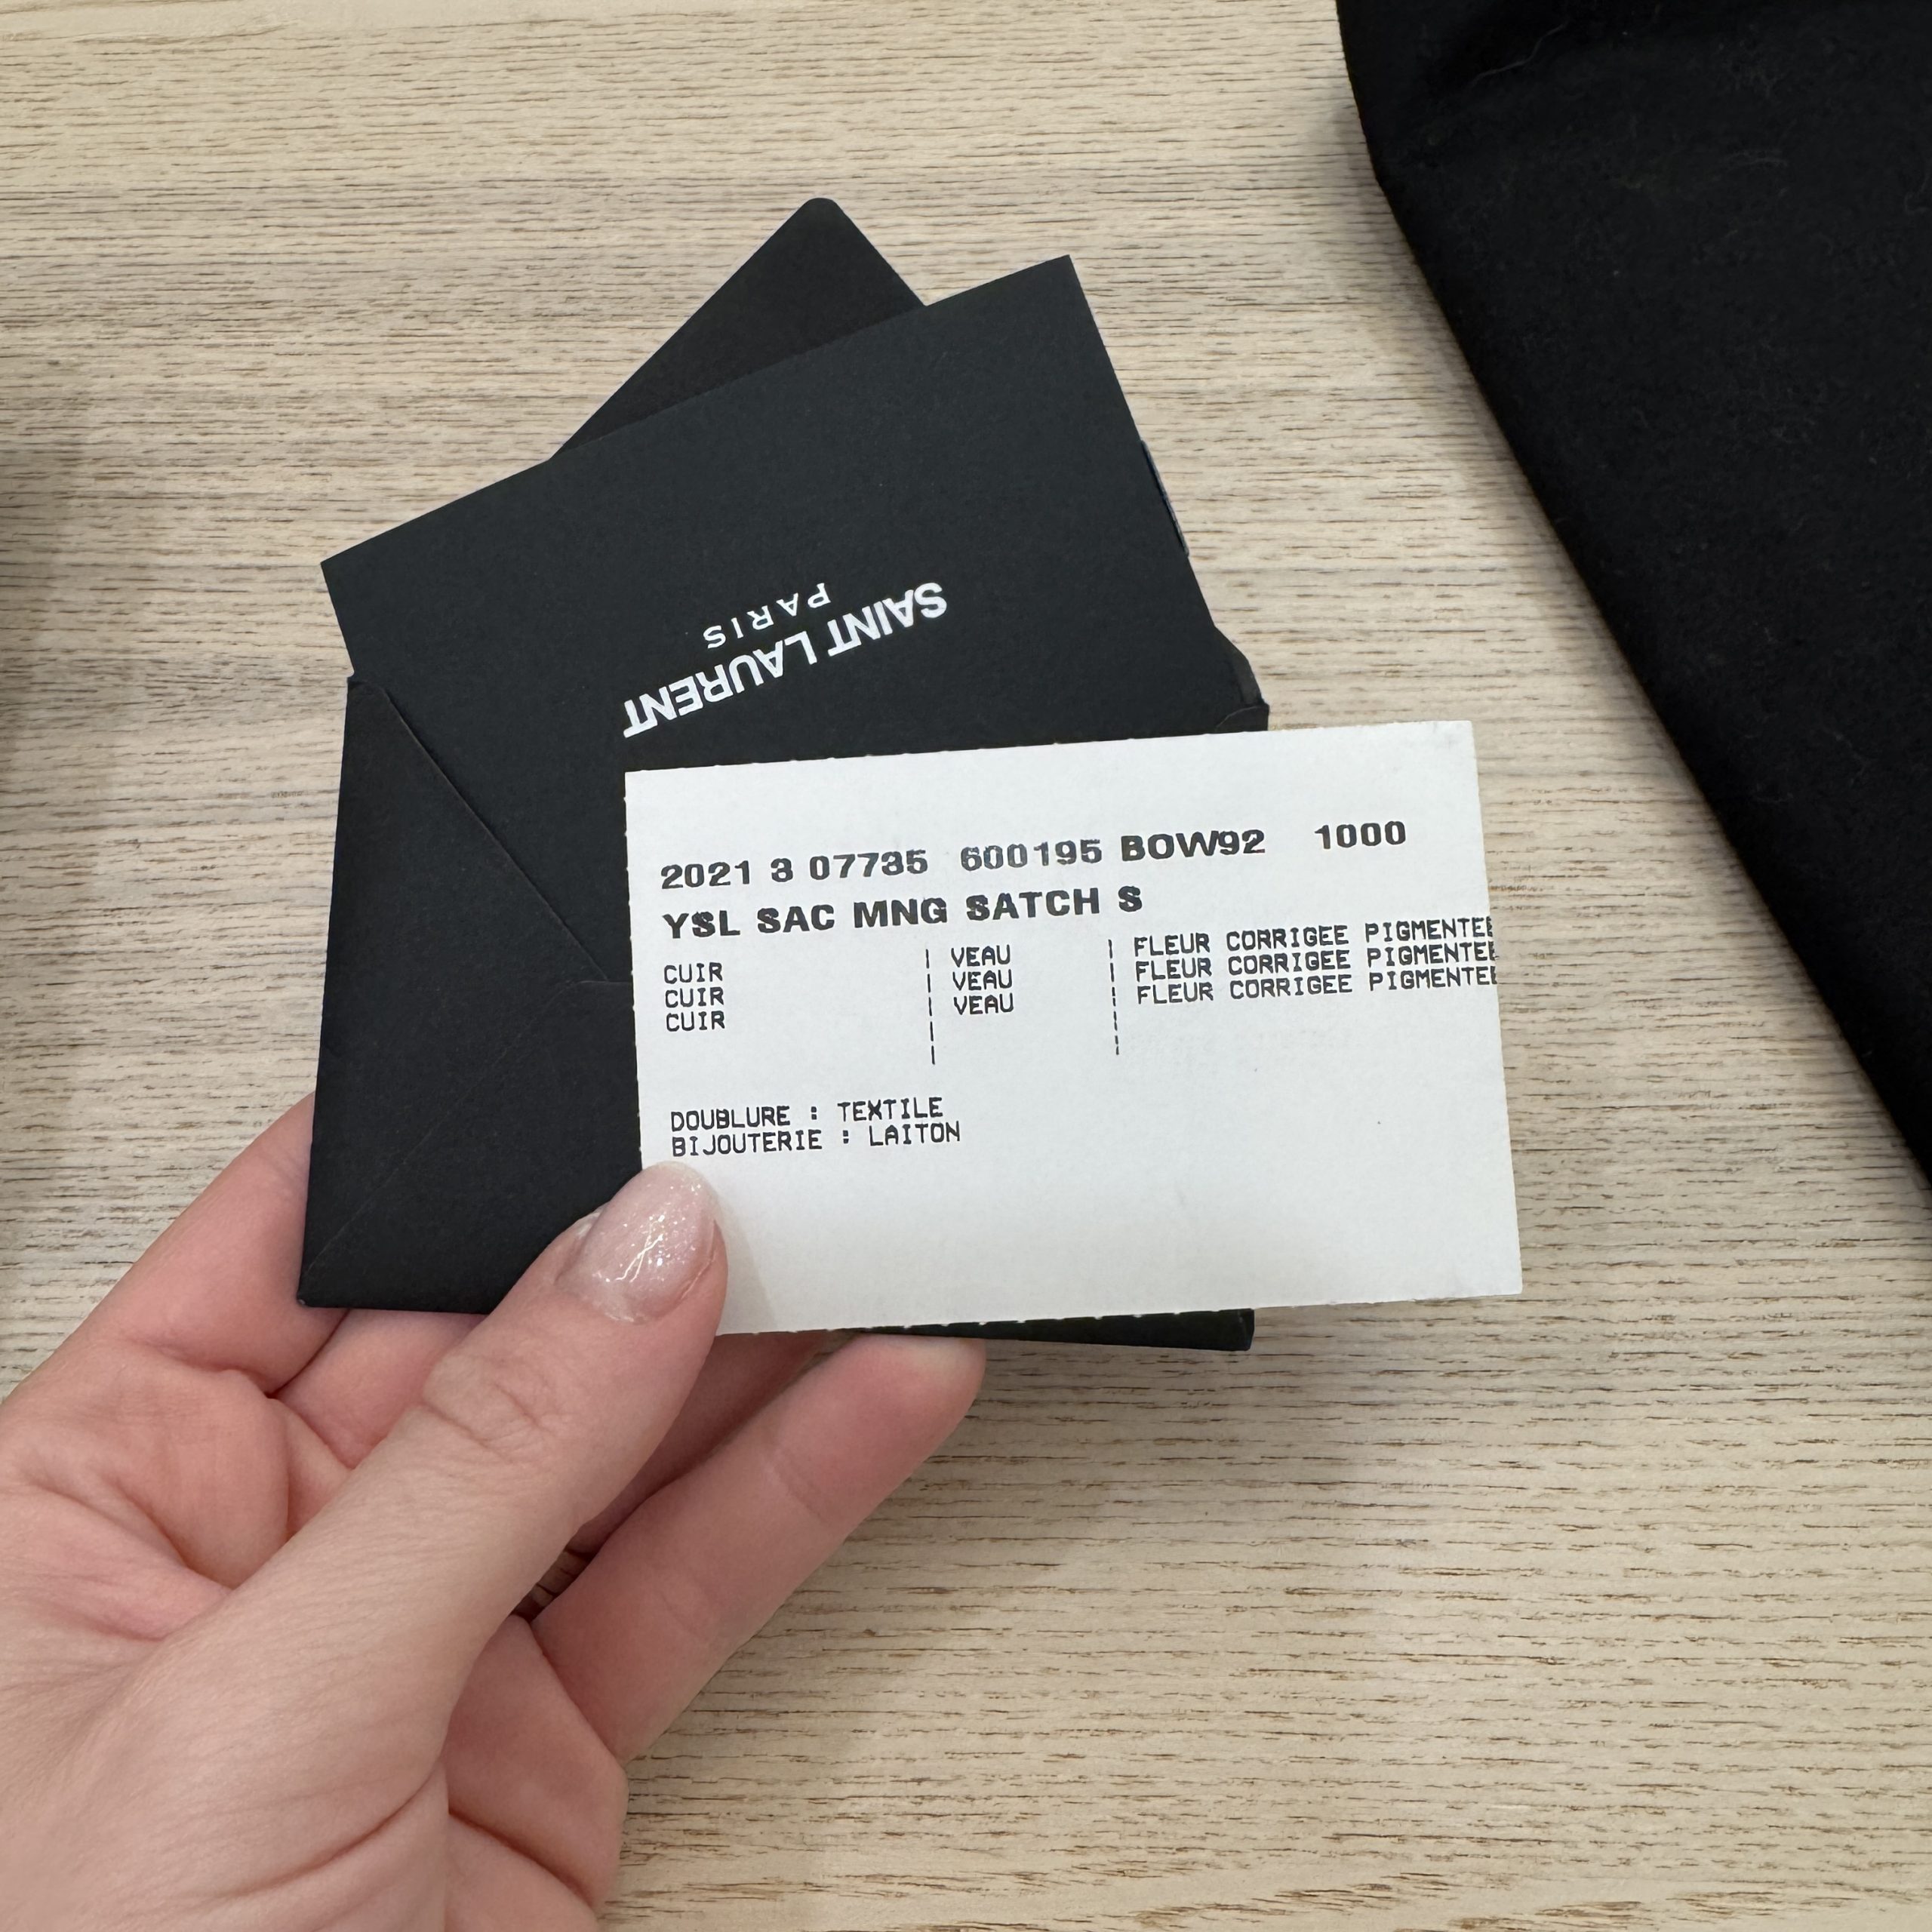 SAINT LAURENT
PARIS
2021 3 07735 600195 BOW92 1000
YSL SAC MNG SATCH S
CUIR | VEAU | FLEUR CORRIGEE PIGMENTEE
CUIR | VEAU | FLEUR CORRIGEE PIGMENTEE
CUIR | VEAU | FLEUR CORRIGEE PIGMENTEE
DOUBLURE : TEXTILE
BIJOUTERIE : LAITON